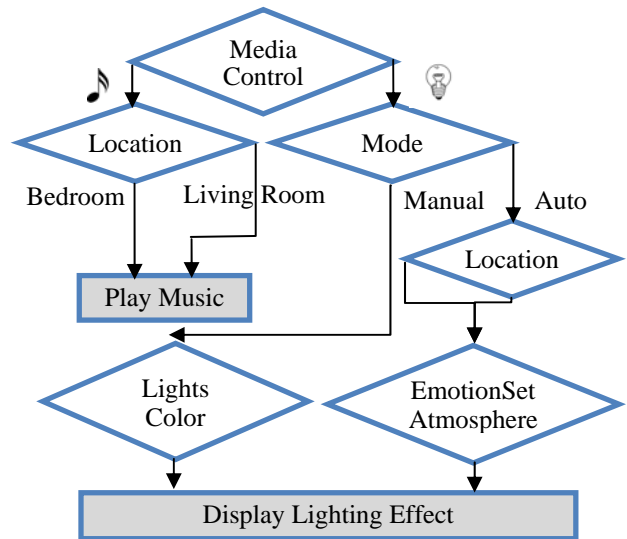 Media
Control
Location
Mode
Bedroom
Living Room
Manual
Auto
Location
Play Music
Lights
Color
EmotionSet
Atmosphere
Display Lighting Effect